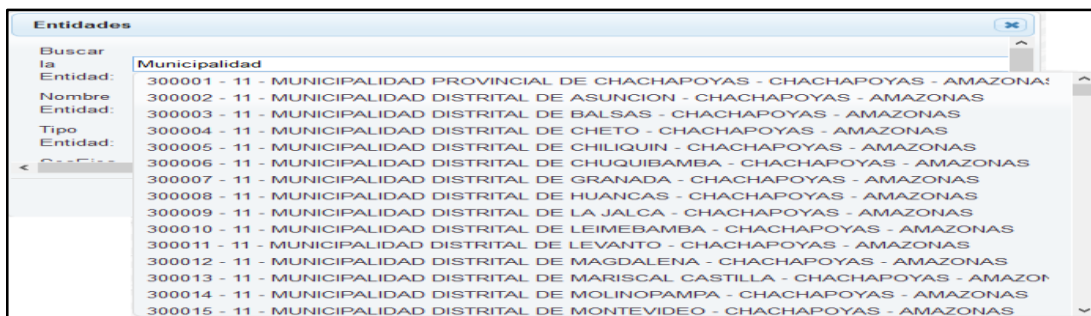 Entidades
Buscar
la
Entidad:
Municipalidad
Nombre
Entidad:
Tipo
Entidad:
300001 - 11 - MUNICIPALIDAD PROVINCIAL DE CHACHAPOYAS - CHACHAPOYAS - AMAZONAS
300002 - 11 - MUNICIPALIDAD DISTRITAL DE ASUNCION - CHACHAPOYAS - AMAZONAS
300003 - 11 - MUNICIPALIDAD DISTRITAL DE BALSAS - CHACHAPOYAS - AMAZONAS
300004 - 11 - MUNICIPALIDAD DISTRITAL DE CHETO - CHACHAPOYAS - AMAZONAS
300005 - 11 - MUNICIPALIDAD DISTRITAL DE CHILIQUIN - CHACHAPOYAS - AMAZONAS
300006 - 11 - MUNICIPALIDAD DISTRITAL DE CHUQUIBAMBA - CHACHAPOYAS - AMAZONAS
300007 - 11 - MUNICIPALIDAD DISTRITAL DE GRANADA - CHACHAPOYAS - AMAZONAS
300008 - 11 - MUNICIPALIDAD DISTRITAL DE HUANCAS - CHACHAPOYAS - AMAZONAS
300009 - 11 - MUNICIPALIDAD DISTRITAL DE LA JALCA - CHACHAPOYAS - AMAZONAS
300010 - 11 - MUNICIPALIDAD DISTRITAL DE LEIMEBAMBA - CHACHAPOYAS - AMAZONAS
300011 - 11 - MUNICIPALIDAD DISTRITAL DE LEVANTO - CHACHAPOYAS - AMAZONAS
300012 - 11 - MUNICIPALIDAD DISTRITAL DE MAGDALENA - CHACHAPOYAS - AMAZONAS
300013 - 11 - MUNICIPALIDAD DISTRITAL DE MARISCAL CASTILLA - CHACHAPOYAS - AMAZON
300014 - 11 - MUNICIPALIDAD DISTRITAL DE MOLINOPAMPA - CHACHAPOYAS - AMAZONAS
300015 - 11 - MUNICIPALIDAD DISTRITAL DE MONTEVIDEO - CHACHAPOYAS - AMAZONAS